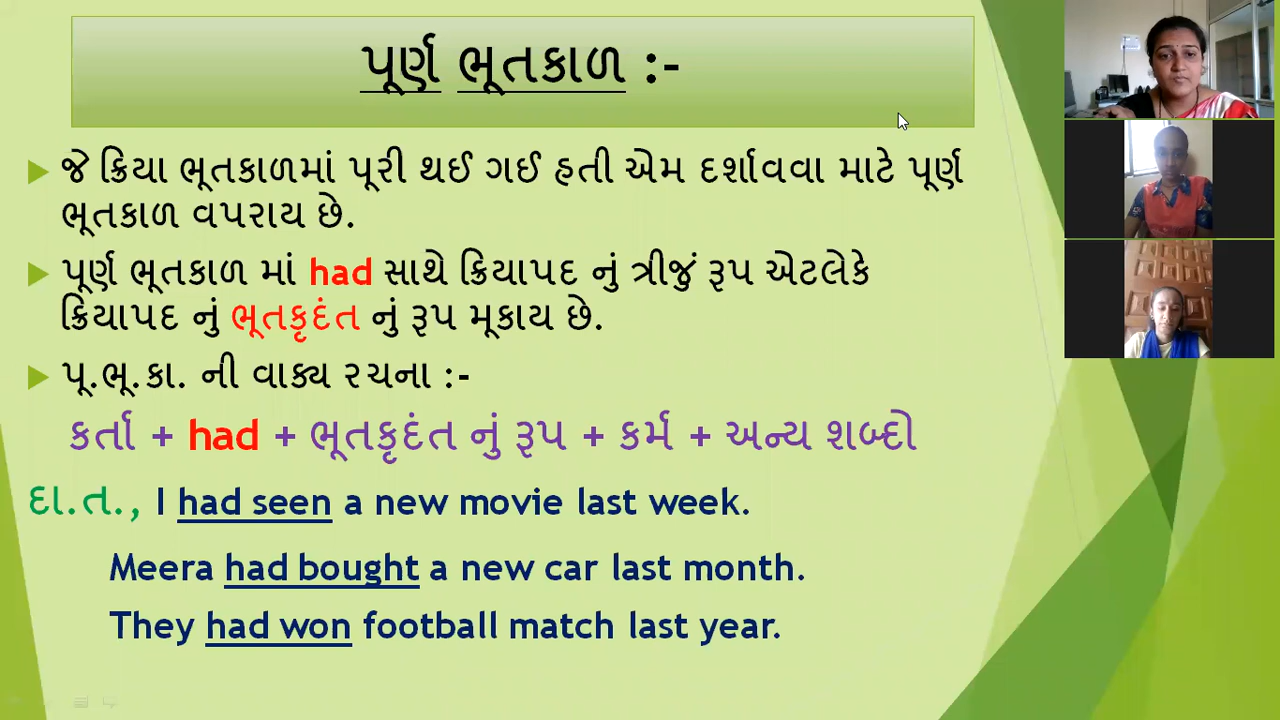 પૂર્ણ ભૂતકાળ :-
જે ક્રિયા ભૂતકાળમાં પૂરી થઈ ગઈ હતી એમ દર્શાવવા માટે પૂર્ણ
ભૂતકાળ વપરાય છે.
પૂર્ણ ભૂતકાળ માં had સાથે ક્રિયાપદ નું ત્રીજું રૂપ એટલેકે
ક્રિયાપદ નું ભૂતકૃદંત નું રૂપ મૂકાય છે.
પૂ.ભૂ.કા. ની વાક્ય રચના :-
કર્તા + had + ભૂતકૃદંત નું રૂપ + કર્મ + અન્ય શબ્દો
દા.ત., I had seen a new movie last week.
Meera had bought a new car last month.
They had won football match last year.